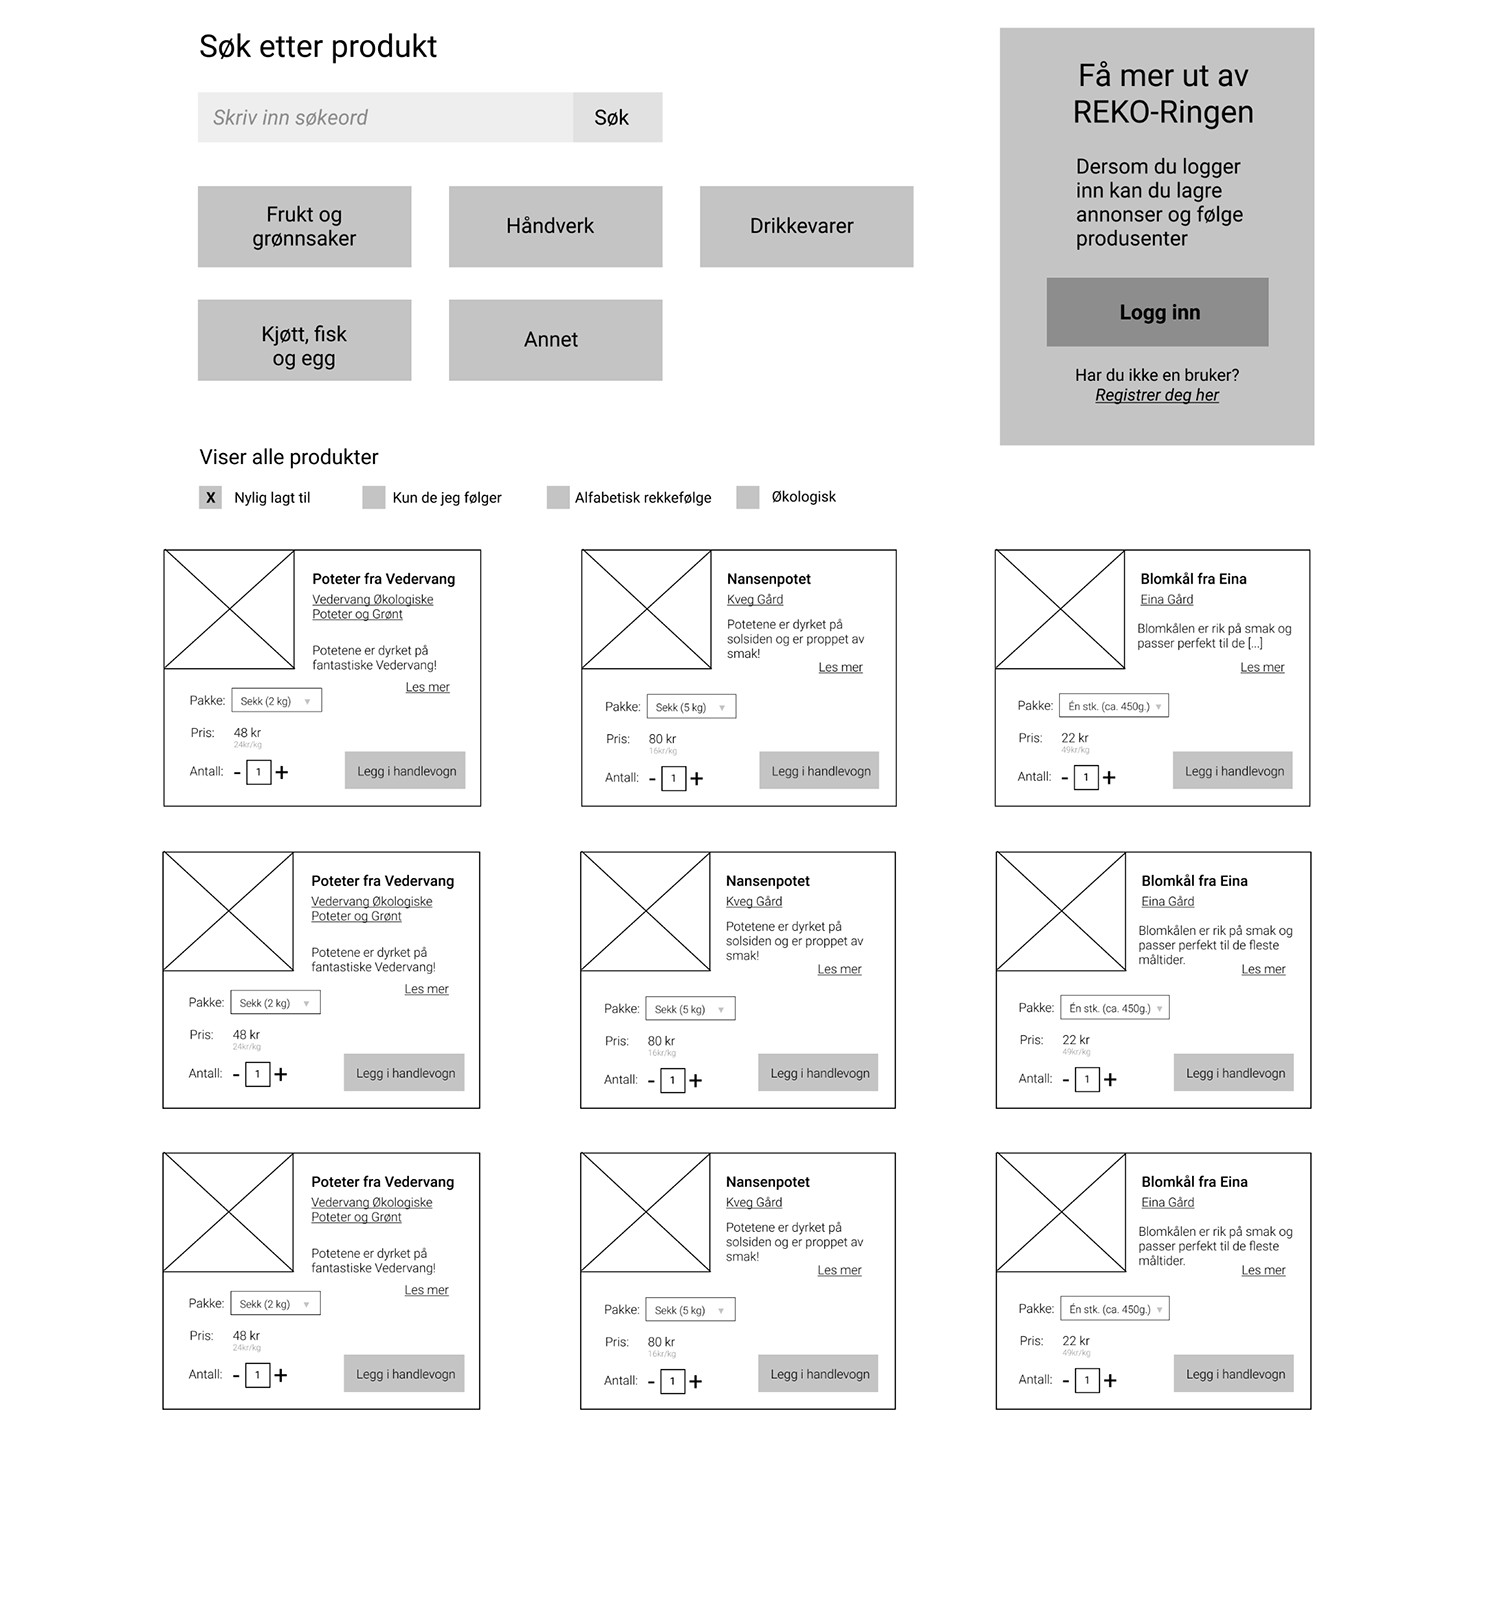 Søk etter produkt
Skriv inn søkeord
Søk
Frukt og
grønnsaker
Håndverk
Drikkevarer
Kjøtt, fisk
og egg
Annet
Få mer ut av
REKO-Ringen
Dersom du logger
inn kan du lagre
annonser og følge
produsenter
Logg inn
Har du ikke en bruker?
Registrer deg her
Viser alle produkter
X Nylig lagt til
Kun de jeg følger
Alfabetisk rekkefølge
Økologisk
Poteter fra Vedervang
Vedervang Økologiske
Poteter og Grønt
Potetene er dyrket på
fantastiske Vedervang!
Les mer
Pakke: Sekk (2 kg) ▼
Pris: 48 kr
24kr/kg
Antall: - 1 +
Legg i handlevogn
Nansenpotet
Kveg Gård
Potetene er dyrket på
solsiden og er proppet av
smak!
Les mer
Pakke: Sekk (5 kg) ▼
Pris: 80 kr
16kr/kg
Antall: - 1 +
Legg i handlevogn
Blomkål fra Eina
Eina Gård
Blomkålen er rik på smak og
passer perfekt til de [...]
Les mer
Pakke: Én stk. (ca. 450g.) ▼
Pris: 22 kr
49kr/kg
Antall: - 1 +
Legg i handlevogn
Poteter fra Vedervang
Vedervang Økologiske
Poteter og Grønt
Potetene er dyrket på
fantastiske Vedervang!
Les mer
Pakke: Sekk (2 kg) ▼
Pris: 48 kr
24kr/kg
Antall: - 1 +
Legg i handlevogn
Nansenpotet
Kveg Gård
Potetene er dyrket på
solsiden og er proppet av
smak!
Les mer
Pakke: Sekk (5 kg) ▼
Pris: 80 kr
16kr/kg
Antall: - 1 +
Legg i handlevogn
Blomkål fra Eina
Eina Gård
Blomkålen er rik på smak og
passer perfekt til de fleste
måltider.
Les mer
Pakke: Én stk. (ca. 450g.) ▼
Pris: 22 kr
49kr/kg
Antall: - 1 +
Legg i handlevogn
Poteter fra Vedervang
Vedervang Økologiske
Poteter og Grønt
Potetene er dyrket på
fantastiske Vedervang!
Les mer
Pakke: Sekk (2 kg) ▼
Pris: 48 kr
24kr/kg
Antall: - 1 +
Legg i handlevogn
Nansenpotet
Kveg Gård
Potetene er dyrket på
solsiden og er proppet av
smak!
Les mer
Pakke: Sekk (5 kg) ▼
Pris: 80 kr
16kr/kg
Antall: - 1 +
Legg i handlevogn
Blomkål fra Eina
Eina Gård
Blomkålen er rik på smak og
passer perfekt til de fleste
måltider.
Les mer
Pakke: Én stk. (ca. 450g.) ▼
Pris: 22 kr
49kr/kg
Antall: - 1 +
Legg i handlevogn